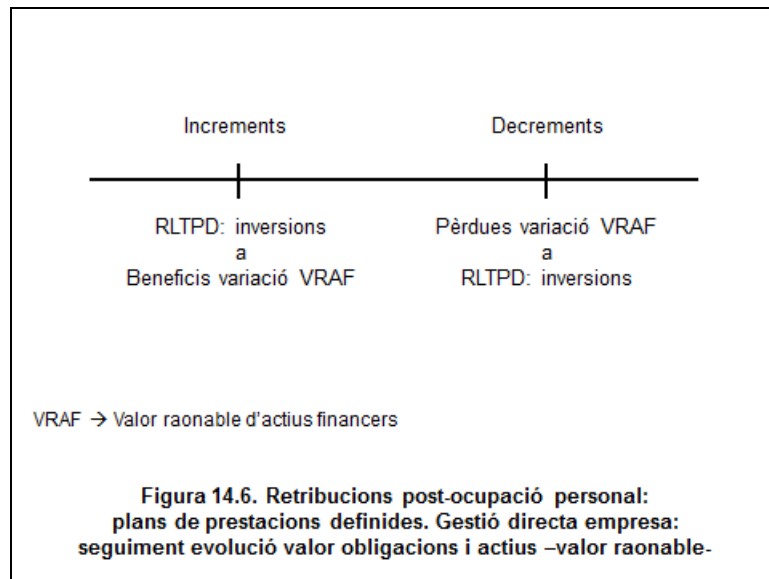 Increments Decrements
RLTPD: inversions Pèrdues variació VRAF
a a
Beneficis variació VRAF RLTPD: inversions
VRAF → Valor raonable d'actius financers
Figura 14.6. Retribucions post-ocupació personal:
plans de prestacions definides. Gestió directa empresa:
seguiment evolució valor obligacions i actius –valor raonable-